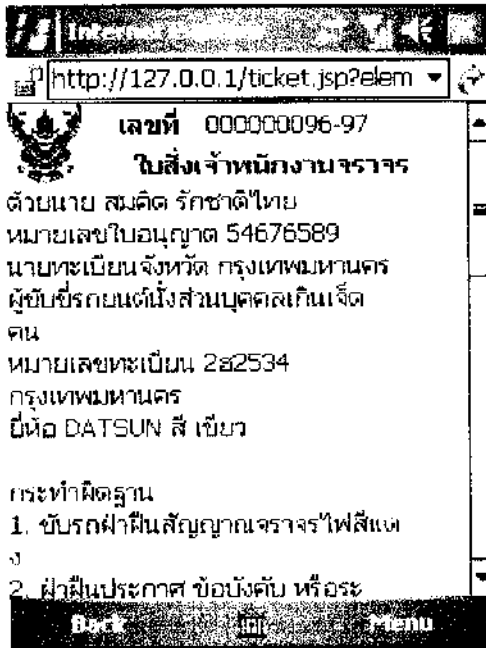 Internet
http://127.0.0.1/ticket.jsp?elem
เลขที่ 000000096-97
ใบสั่งเจ้าพนักงานจราจร
ด้วยนาย สมคิด รักชาติไทย
หมายเลขใบอนุญาต 54676589
นายทะเบียนจังหวัด กรุงเทพมหานคร
ผู้ขับขี่รถยนต์นั่งส่วนบุคคลเกินเจ็ด
คน
หมายเลขทะเบียน 2ฮ2534
กรุงเทพมหานคร
ยี่ห้อ DATSUN สี เขียว
กระทำผิดฐาน
1. ขับรถฝ่าฝืนสัญญาณจราจรไฟสีแด
ง
2. ฝ่าฝืนประกาศ ข้อบังคับ หรือระ
Back Menu